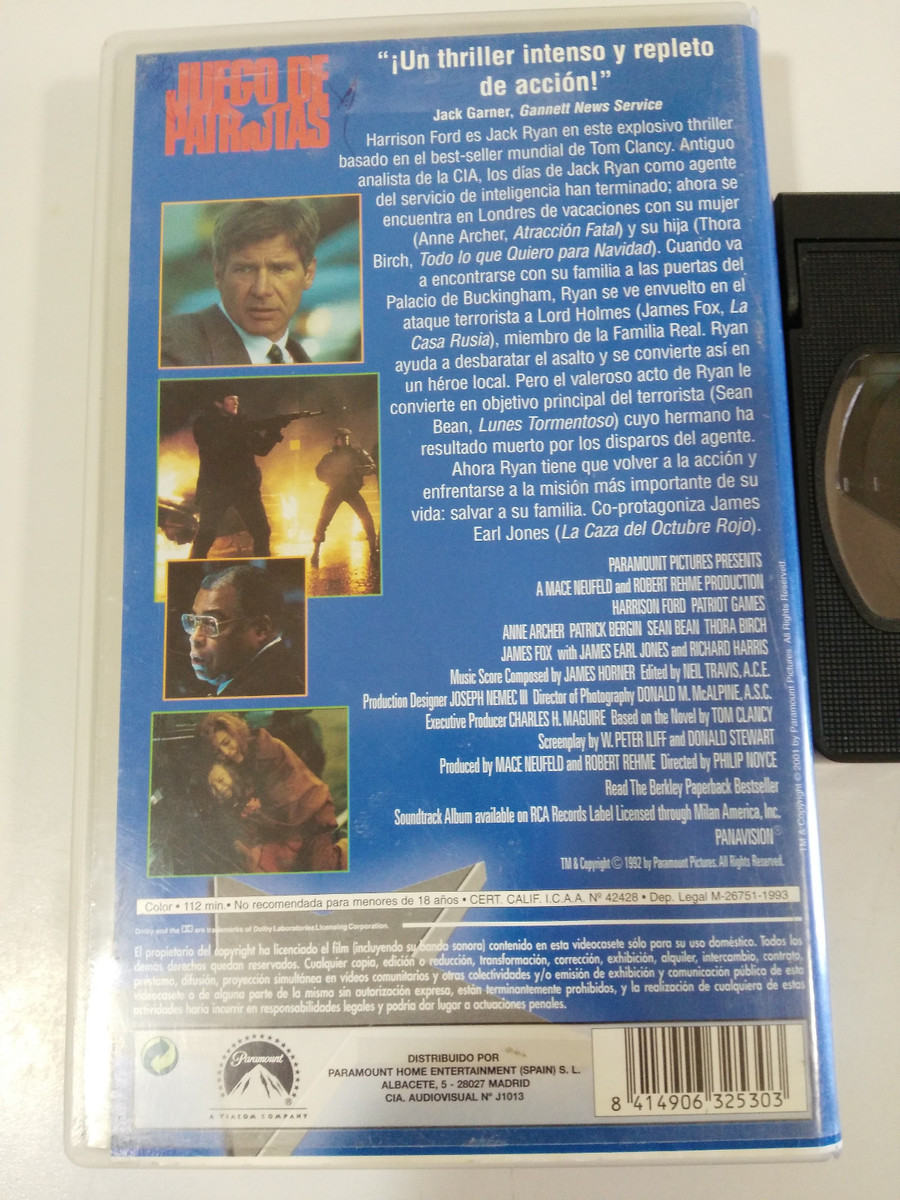 JUEGO DE
PATRIOTAS
"¡Un thriller intenso y repleto
de acción!"
Jack Garner, Gannett News Service
Harrison Ford es Jack Ryan en este explosivo thriller
basado en el best-seller mundial de Tom Clancy. Antiguo
analista de la CIA, los días de Jack Ryan como agente
del servicio de inteligencia han terminado; ahora se
encuentra en Londres de vacaciones con su mujer
(Anne Archer, Atracción Fatal) y su hija (Thora
Birch, Todo lo que Quiero para Navidad). Cuando va
a encontrarse con su familia a las puertas del
Palacio de Buckingham, Ryan se ve envuelto en el
ataque terrorista a Lord Holmes (James Fox, La
Casa Rusia), miembro de la Familia Real. Ryan
ayuda a desbaratar el asalto y se convierte así en
un héroe local. Pero el valeroso acto de Ryan le
convierte en objetivo principal del terrorista (Sean
Bean, Lunes Tormentoso) cuyo hermano ha
resultado muerto por los disparos del agente.
Ahora Ryan tiene que volver a la acción y
enfrentarse a la misión más importante de su
vida: salvar a su familia. Co-protagoniza James
Earl Jones (La Caza del Octubre Rojo).
PARAMOUNT PICTURES PRESENTS
A MACE NEUFELD and ROBERT REHME PRODUCTION
HARRISON FORD PATRIOT GAMES
ANNE ARCHER PATRICK BERGIN SEAN BEAN THORA BIRCH
JAMES FOX with JAMES EARL JONES and RICHARD HARRIS
Music Score Composed by JAMES HORNER Edited by NEIL TRAVIS, A.C.E.
Production Designer JOSEPH NEMEC III Director of Photography DONALD M. McALPINE, A.S.C.
Executive Producer CHARLES H. MAGUIRE Based on the Novel by TOM CLANCY
Screenplay by W. PETER ILIFF and DONALD STEWART
Produced by MACE NEUFELD and ROBERT REHME Directed by PHILIP NOYCE
Read The Berkley Paperback Bestseller
Soundtrack Album available on RCA Records Label Licensed through Milan America, Inc.
PANAVISION®
TM & Copyright © 1992 by Paramount Pictures. All Rights Reserved.
TM & Copyright © 2001 by Paramount Pictures. All Rights Reserved.
Color • 112 min. • No recomendada para menores de 18 años • CERT. CALIF. I.C.A.A. Nº 42428 • Dep. Legal M-26751-1993
Dolby and the are trademarks of Dolby Laboratories Licensing Corporation.
El propietario del copyright ha licenciado el film (incluyendo su banda sonora) contenido en esta videocasete sólo para su uso doméstico. Todos los
demás derechos quedan reservados. Cualquier copia, edición o reducción, transformación, corrección, exhibición, alquiler, intercambio, contrato,
préstamo, difusión, proyección simultánea en vídeos comunitarios y otras colectividades y/o emisión de exhibición y comunicación pública de esta
videocasete o de alguna parte de la misma sin autorización expresa, están terminantemente prohibidos, y la realización de cualquiera de estas
actividades haría incurrir en responsabilidades legales y podría dar lugar a actuaciones penales.
Paramount
A VIACOM COMPANY
DISTRIBUIDO POR
PARAMOUNT HOME ENTERTAINMENT (SPAIN) S. L.
ALBACETE, 5 - 28027 MADRID
CIA. AUDIOVISUAL Nº J1013
8 414906 325303